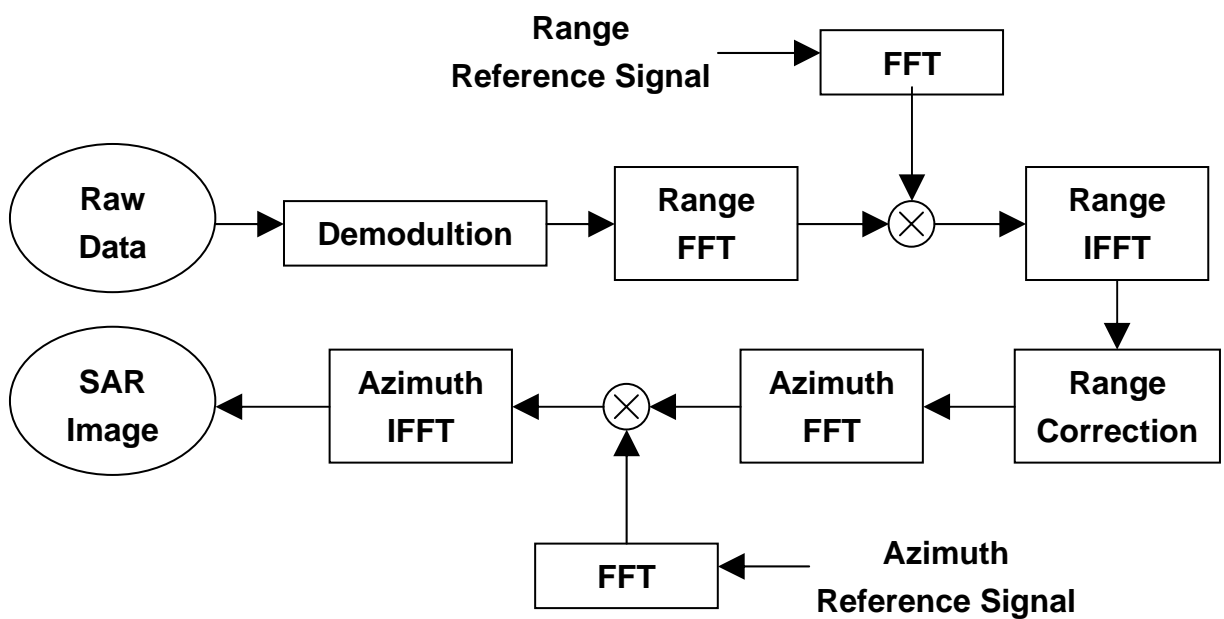 Range
Reference Signal
FFT
Raw
Data
Demodultion
Range
FFT
Range
IFFT
SAR
Image
Azimuth
IFFT
Azimuth
FFT
Range
Correction
FFT
Azimuth
Reference Signal